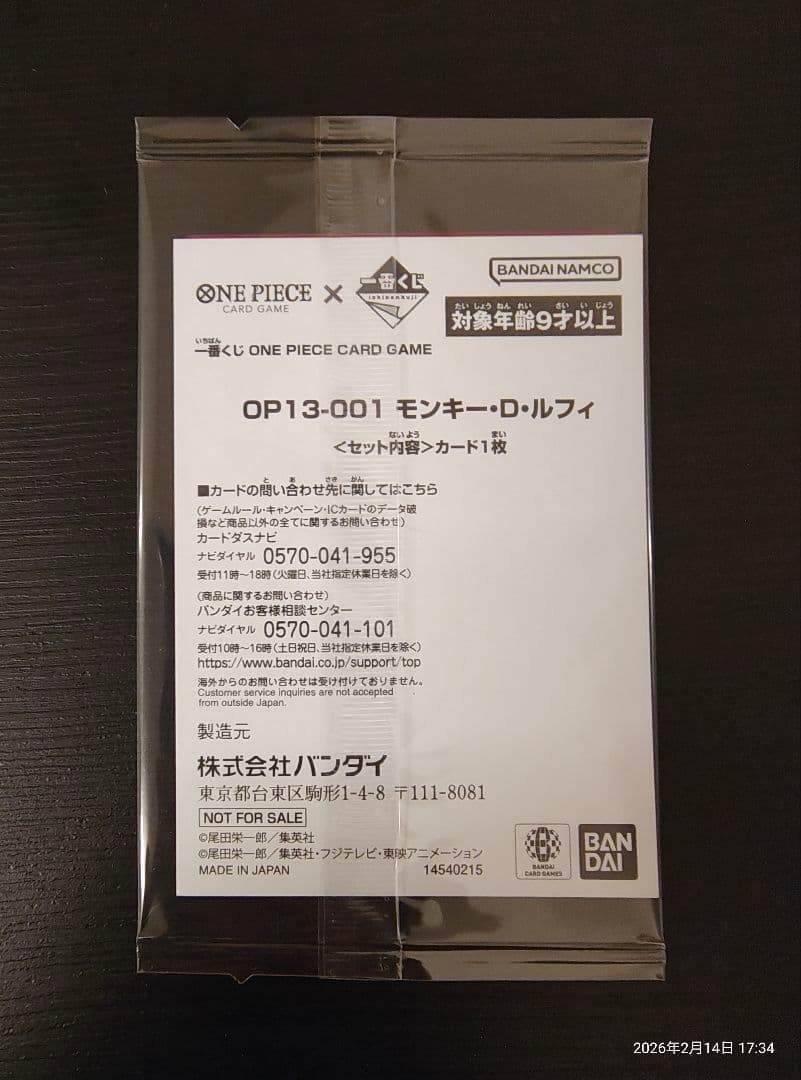 ONE PIECE
CARD GAME
×
一番くじ
ichibankuji
BANDAI NAMCO
たいしょうねんれい さい いじょう
対象年齢9才以上
いちばん
一番くじ ONE PIECE CARD GAME
OP13-001 モンキー・D・ルフィ
ないよう まい
<セット内容>カード1枚
と あ さき かん
■カードの問い合わせ先に関してはこちら
(ゲームルール・キャンペーン・ICカードのデータ破
損など商品以外の全てに関するお問い合わせ)
カードダスナビ
ナビダイヤル 0570-041-955
受付11時〜18時(火曜日、当社指定休業日を除く)
(商品に関するお問い合わせ)
バンダイお客様相談センター
ナビダイヤル 0570-041-101
受付10時〜16時(土日祝日、当社指定休業日を除く)
https://www.bandai.co.jp/support/top
海外からのお問い合わせは受け付けておりません。
Customer service inquiries are not accepted
from outside Japan.
製造元
株式会社バンダイ
東京都台東区駒形1-4-8 〒111-8081
NOT FOR SALE
©尾田栄一郎/集英社
©尾田栄一郎/集英社・フジテレビ・東映アニメーション
MADE IN JAPAN 14540215
BANDAI
CARD GAMES
BAN
DAI
2026年2月14日 17:34